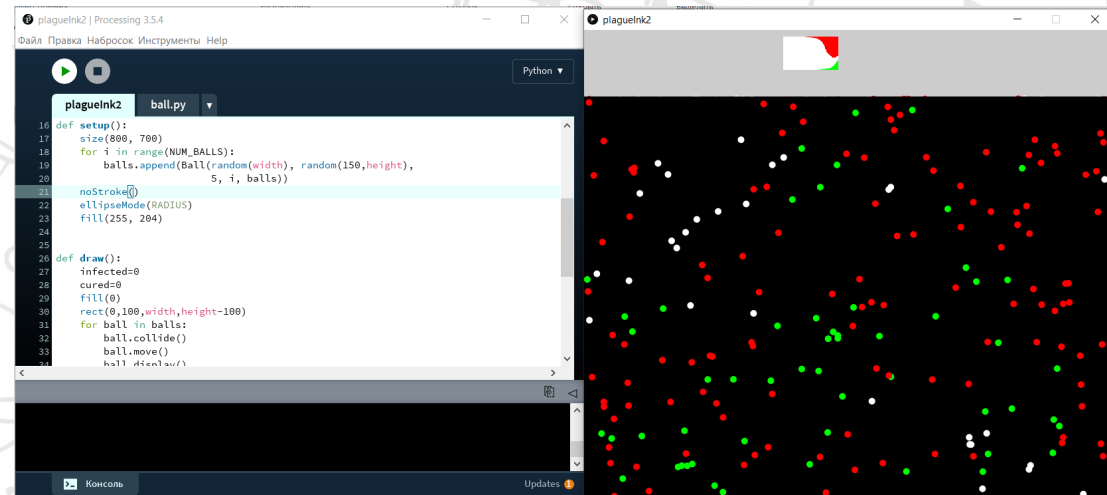 plagueInk2 | Processing 3.5.4
Файл Правка Набросок Инструменты Help
Python ▼
plagueInk2 ball.py ▼
16 def setup():
17 size(800, 700)
18 for i in range(NUM_BALLS):
19 balls.append(Ball(random(width), random(150,height),
20 5, i, balls))
21 noStroke()
22 ellipseMode(RADIUS)
23 fill(255, 204)
24
25
26 def draw():
27 infected=0
28 cured=0
29 fill(0)
30 rect(0,100,width,height-100)
31 for ball in balls:
32 ball.collide()
33 ball.move()
34 ball.display()
Консоль
Updates 1
plagueInk2